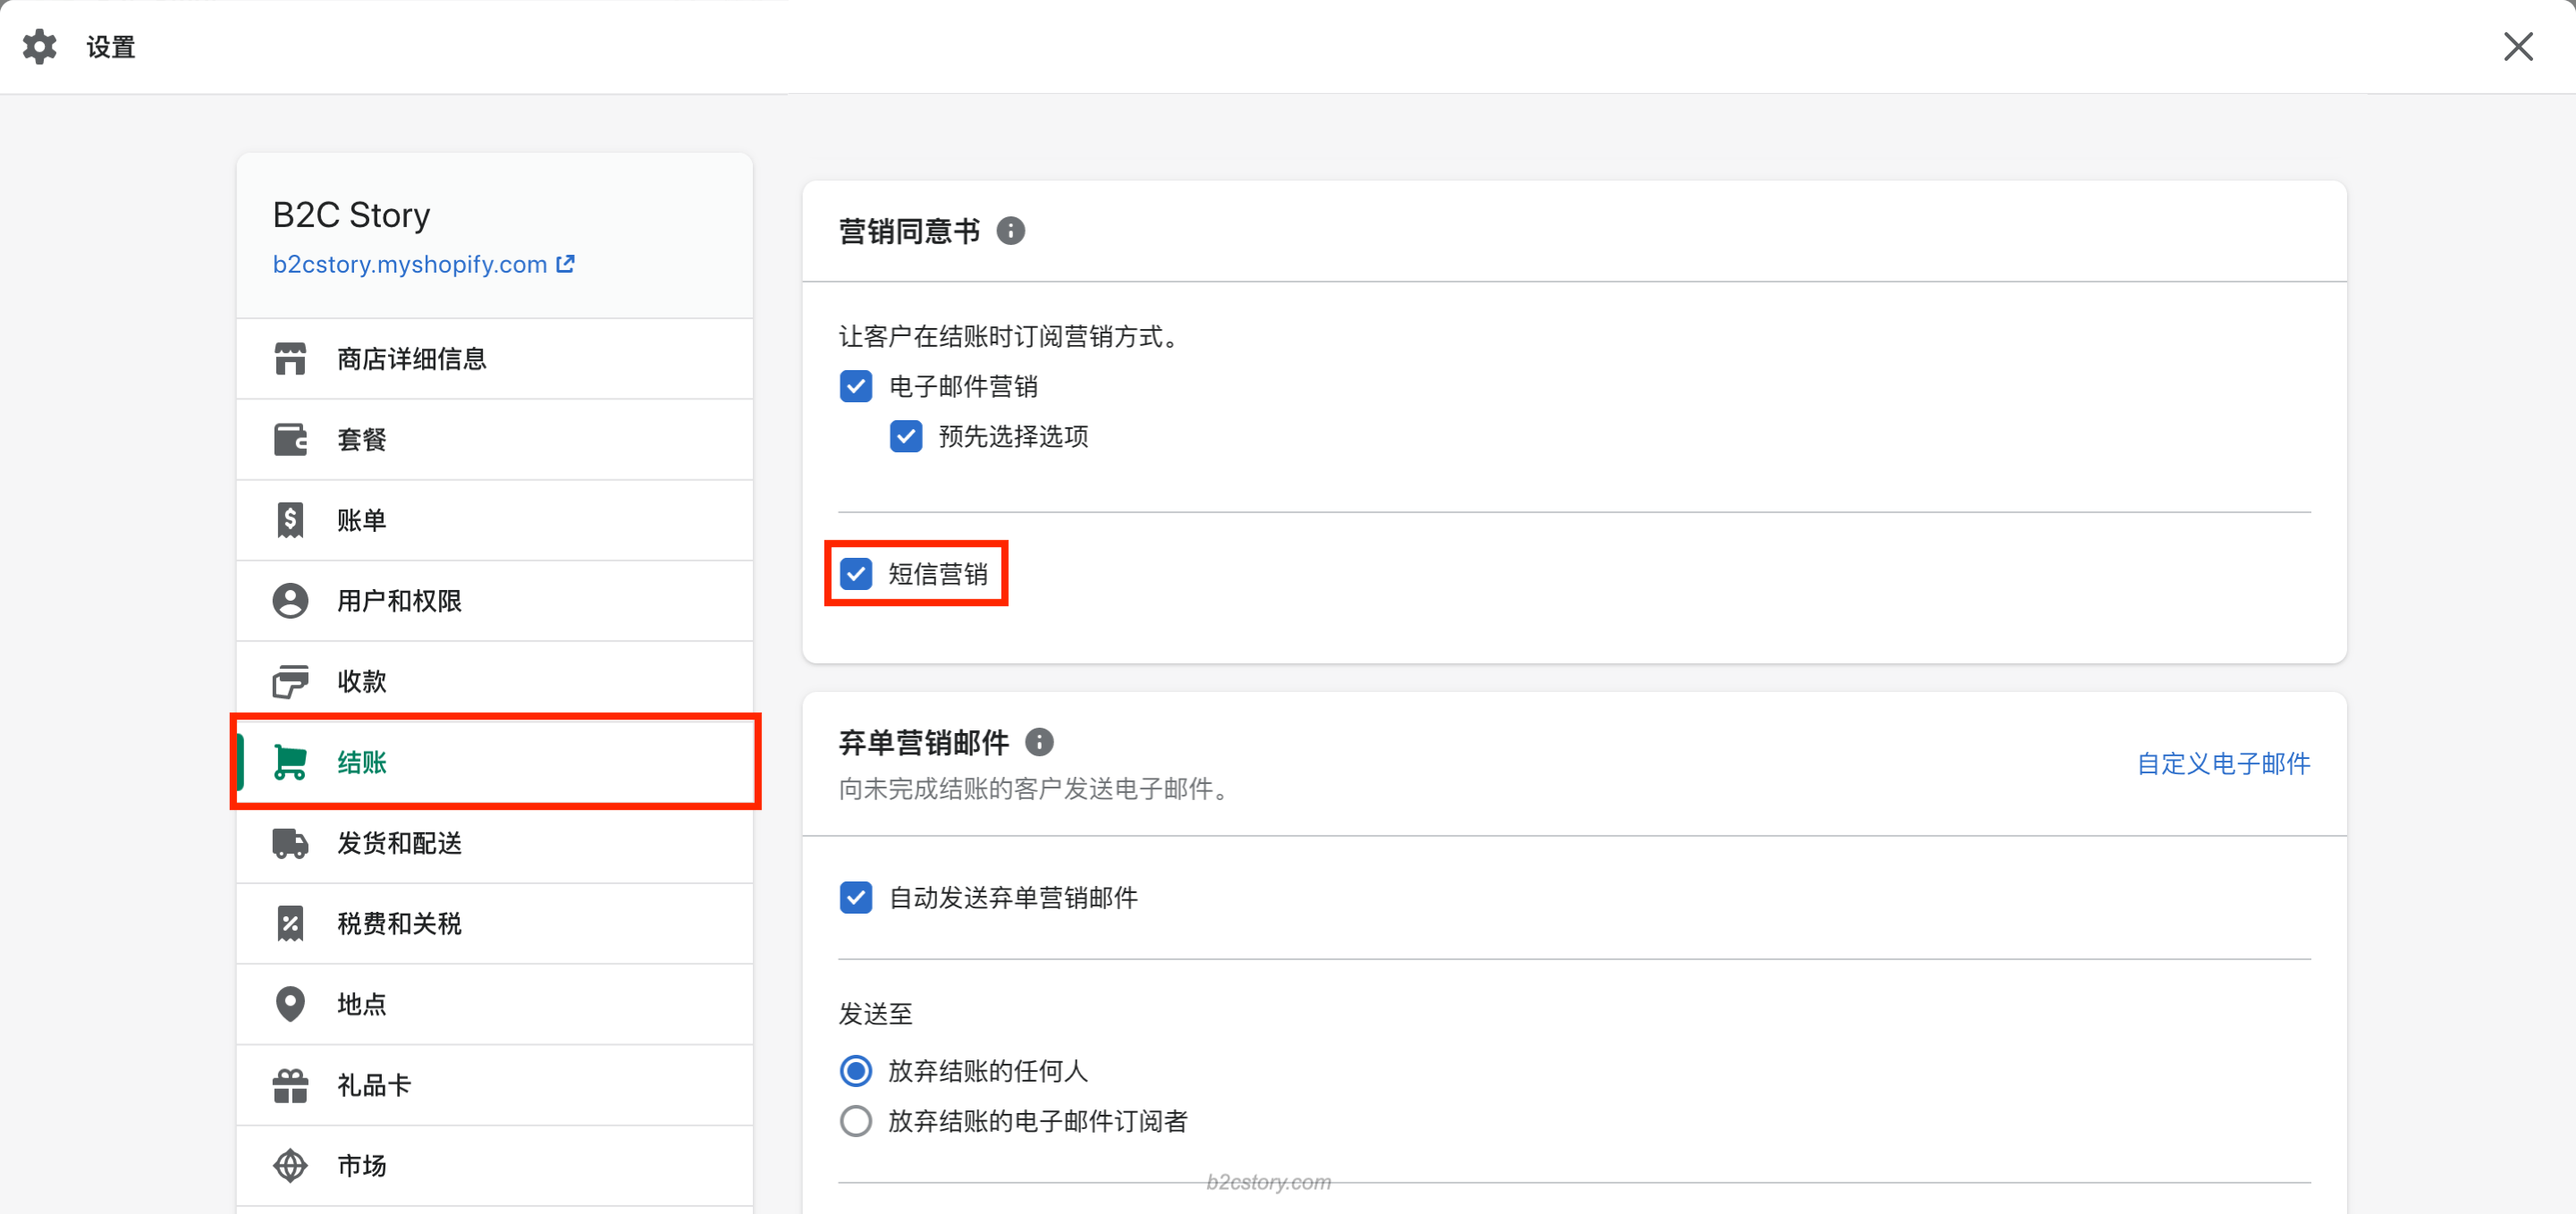 设置
B2C Story
b2cstory.myshopify.com
商店详细信息
套餐
账单
用户和权限
收款
结账
发货和配送
税费和关税
地点
礼品卡
市场
营销同意书
让客户在结账时订阅营销方式。
电子邮件营销
预先选择选项
短信营销
弃单营销邮件
向未完成结账的客户发送电子邮件。
自定义电子邮件
自动发送弃单营销邮件
发送至
放弃结账的任何人
放弃结账的电子邮件订阅者
b2cstory.com